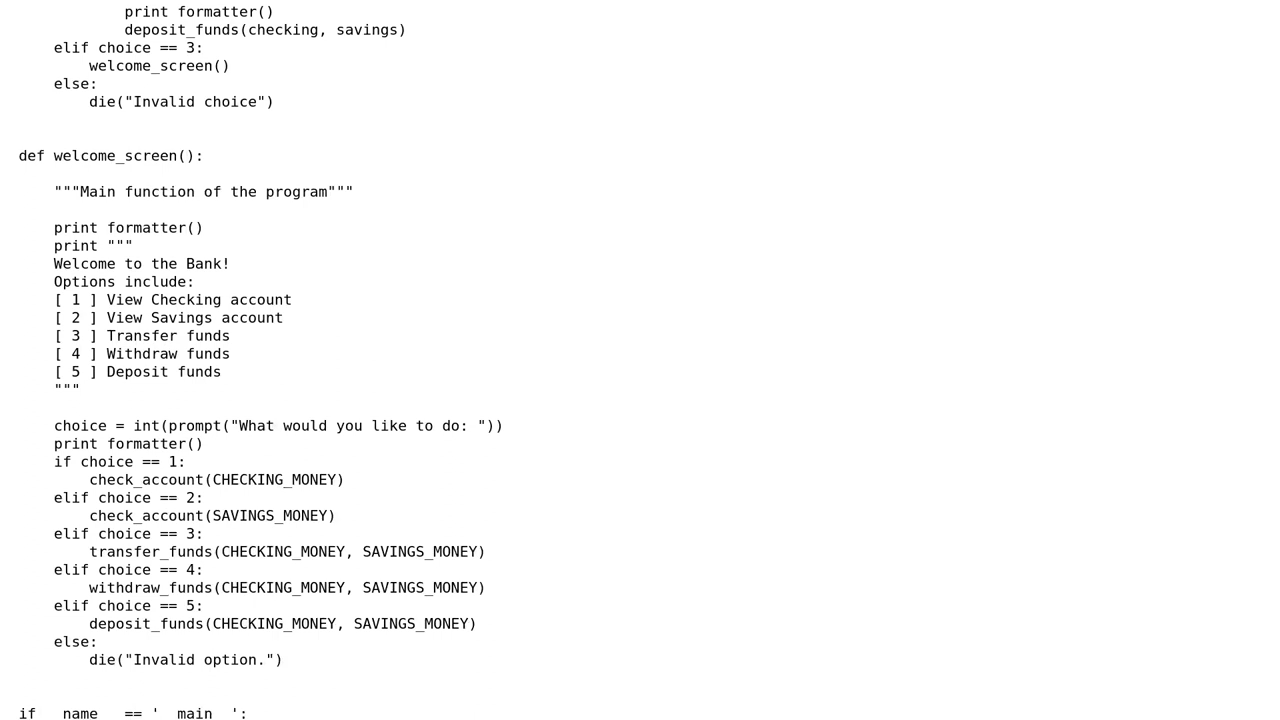 print formatter()
            deposit_funds(checking, savings)
    elif choice == 3:
        welcome_screen()
    else:
        die("Invalid choice")
def welcome_screen():
    """Main function of the program"""
    print formatter()
    print """
    Welcome to the Bank!
    Options include:
    [ 1 ] View Checking account
    [ 2 ] View Savings account
    [ 3 ] Transfer funds
    [ 4 ] Withdraw funds
    [ 5 ] Deposit funds
    """
    choice = int(prompt("What would you like to do: "))
    print formatter()
    if choice == 1:
        check_account(CHECKING_MONEY)
    elif choice == 2:
        check_account(SAVINGS_MONEY)
    elif choice == 3:
        transfer_funds(CHECKING_MONEY, SAVINGS_MONEY)
    elif choice == 4:
        withdraw_funds(CHECKING_MONEY, SAVINGS_MONEY)
    elif choice == 5:
        deposit_funds(CHECKING_MONEY, SAVINGS_MONEY)
    else:
        die("Invalid option.")
if __name__ == '__main__':